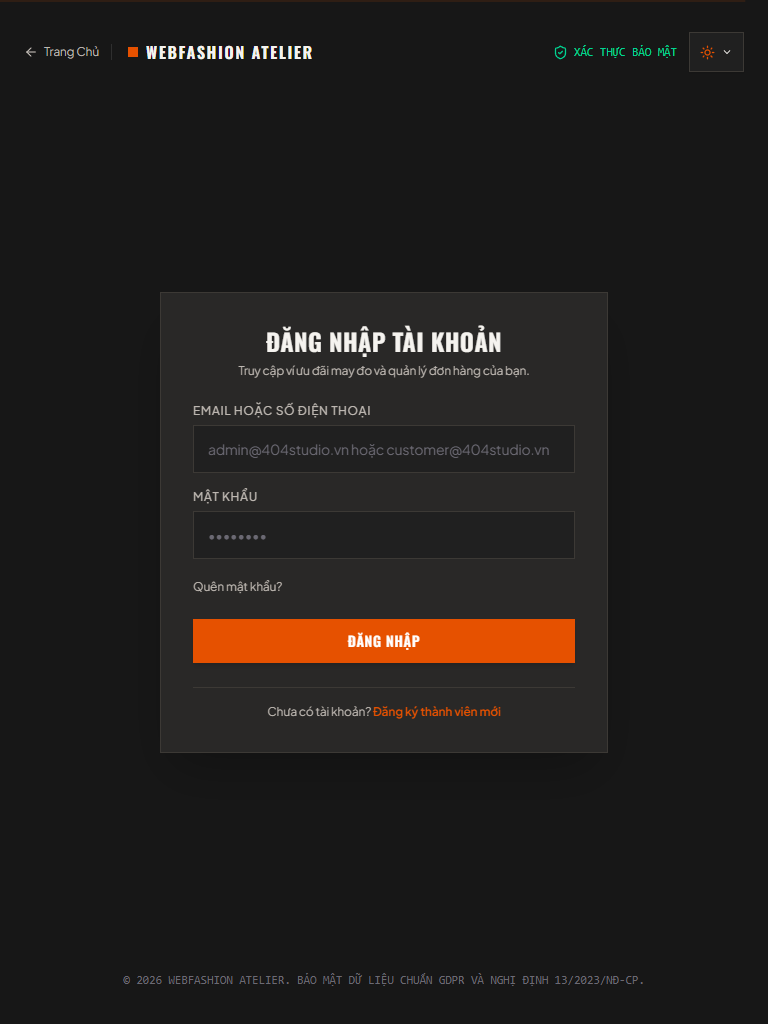 Trang Chủ
WEBFASHION ATELIER
XÁC THỰC BẢO MẬT
ĐĂNG NHẬP TÀI KHOẢN
Truy cập ví ưu đãi may đo và quản lý đơn hàng của bạn.
EMAIL HOẶC SỐ ĐIỆN THOẠI
admin@404studio.vn hoặc customer@404studio.vn
MẬT KHẨU
••••••••
Quên mật khẩu?
ĐĂNG NHẬP
Chưa có tài khoản? Đăng ký thành viên mới
© 2026 WEBFASHION ATELIER. BẢO MẬT DỮ LIỆU CHUẨN GDPR VÀ NGHỊ ĐỊNH 13/2023/NĐ-CP.